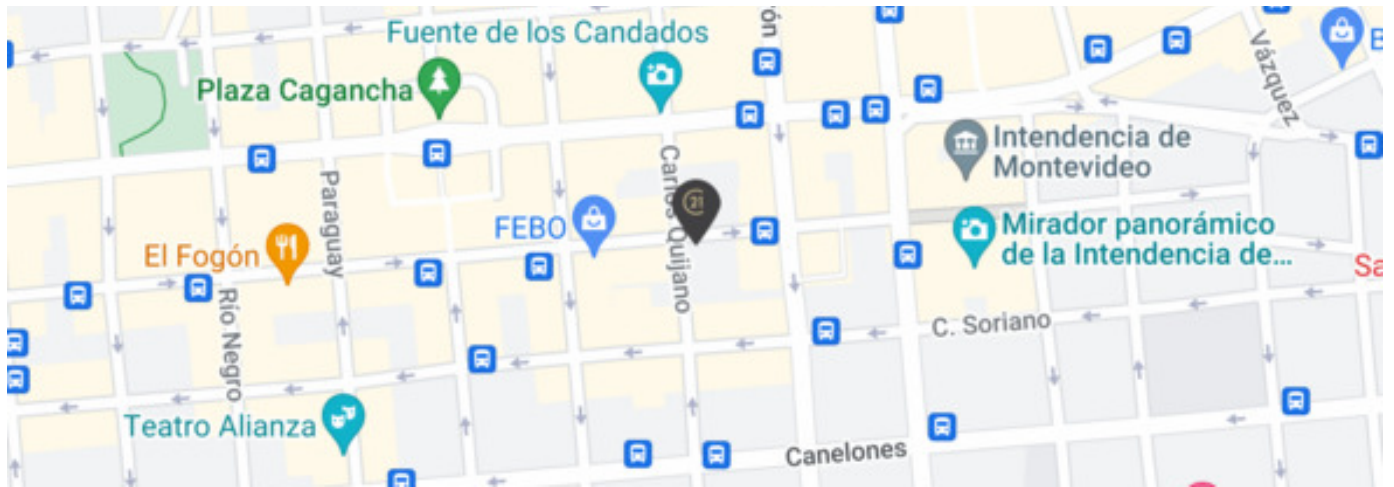 Fuente de los Candados
Plaza Cagancha
Vázquez
Intendencia de
Montevideo
Paraguay
Carlos Quijano
21
FEBO
Mirador panorámico
de la Intendencia de...
El Fogón
Río Negro
C. Soriano
Teatro Alianza
Canelones